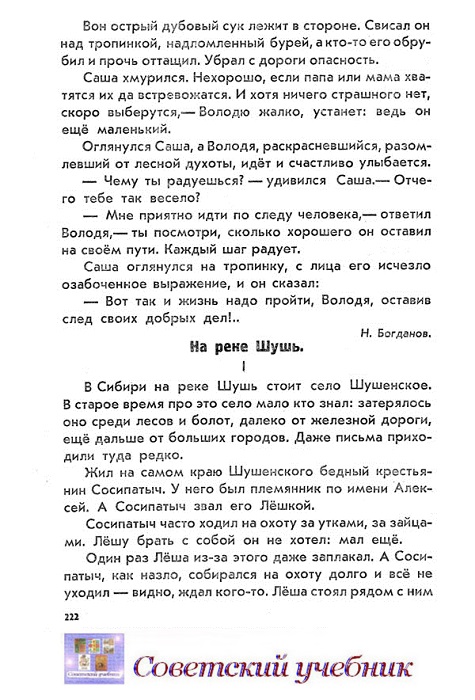 Вон острый дубовый сук лежит в стороне. Свисал он
над тропинкой, надломленный бурей, а кто-то его обру-
бил и прочь оттащил. Убрал с дороги опасность.
Саша хмурился. Нехорошо, если папа или мама хва-
тятся их да встревожатся. И хотя ничего страшного нет,
скоро выберутся,— Володю жалко, устанет: ведь он
ещё маленький.
Оглянулся Саша, а Володя, раскрасневшийся, разом-
левший от лесной духоты, идёт и счастливо улыбается.
— Чему ты радуешься? — удивился Саша.— Отче-
го тебе так весело?
— Мне приятно идти по следу человека,— ответил
Володя,— ты посмотри, сколько хорошего он оставил
на своём пути. Каждый шаг радует.
Саша оглянулся на тропинку, с лица его исчезло
озабоченное выражение, и он сказал:
— Вот так и жизнь надо пройти, Володя, оставив
след своих добрых дел!..
Н. Богданов.
На реке Шушь.
I
В Сибири на реке Шушь стоит село Шушенское.
В старое время про это село мало кто знал: затерялось
оно среди лесов и болот, далеко от железной дороги,
ещё дальше от больших городов. Даже письма прихо-
дили туда редко.
Жил на самом краю Шушенского бедный крестья-
нин Сосипатыч. У него был племянник по имени Алек-
сей. А Сосипатыч звал его Лёшкой.
Сосипатыч часто ходил на охоту за утками, за зайца-
ми. Лёшу брать с собой он не хотел: мал ещё.
Один раз Лёша из-за этого даже заплакал. А Соси-
патыч, как назло, собирался на охоту долго и всё не
уходил — видно, ждал кого-то. Лёша стоял рядом с ним
222
Советский учебник
Советский учебник